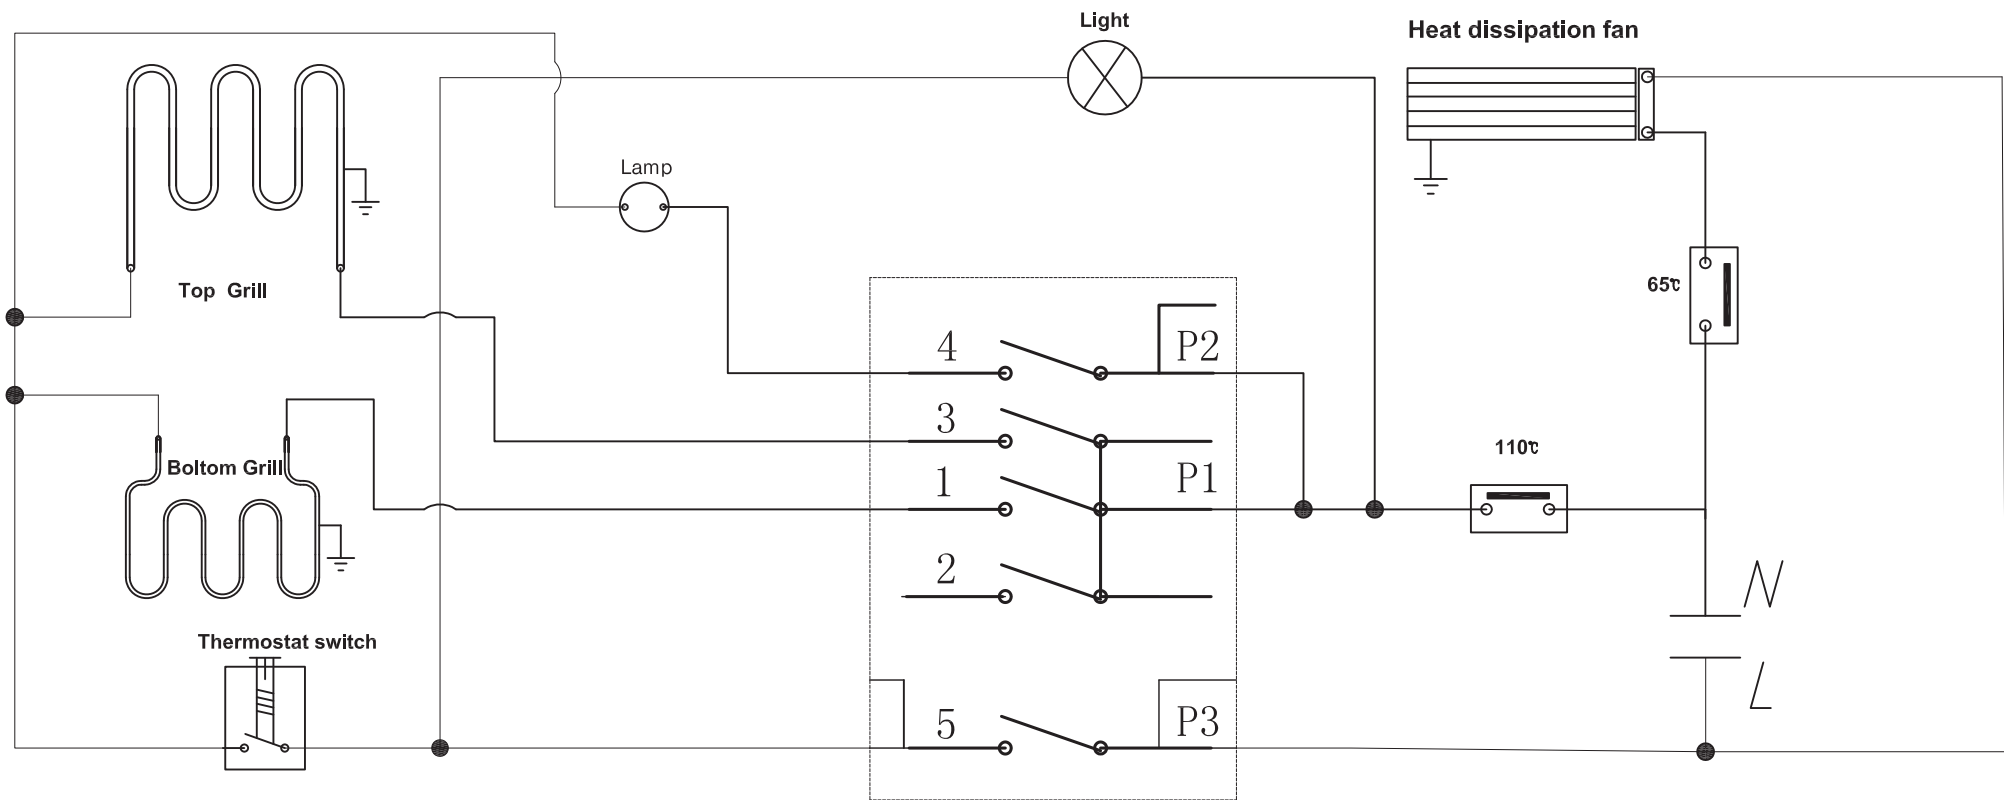 Light
Heat dissipation fan
Lamp
Top Grill
65℃
4
P2
3
110℃
Boltom Grill
1
P1
2
N
Thermostat switch
L
5
P3